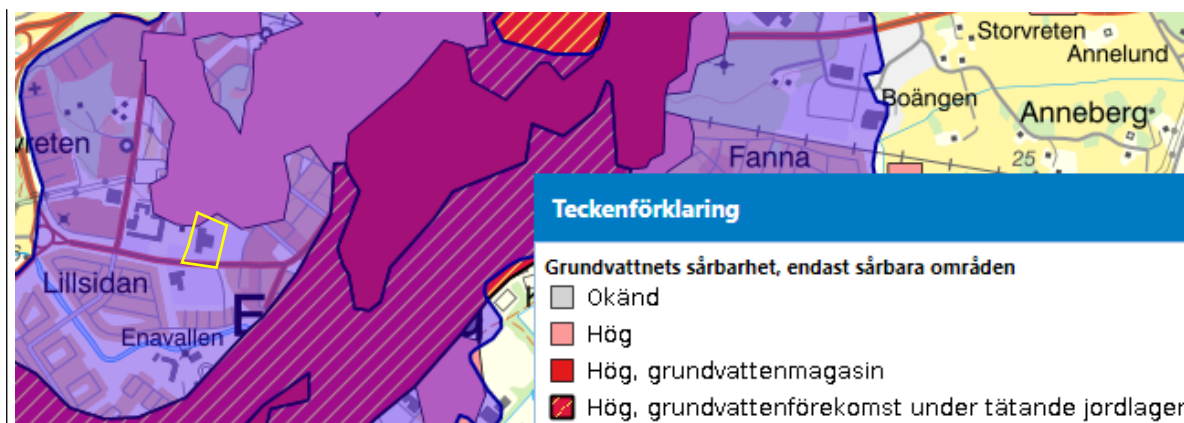 Storvreten
Annelund
Boängen
Anneberg
vreten
Fanna
25
Lillsidan
E
Enavallen
Teckenförklaring
Grundvattnets sårbarhet, endast sårbara områden
Okänd
Hög
Hög, grundvattenmagasin
Hög, grundvattenförekomst under tätande jordlager